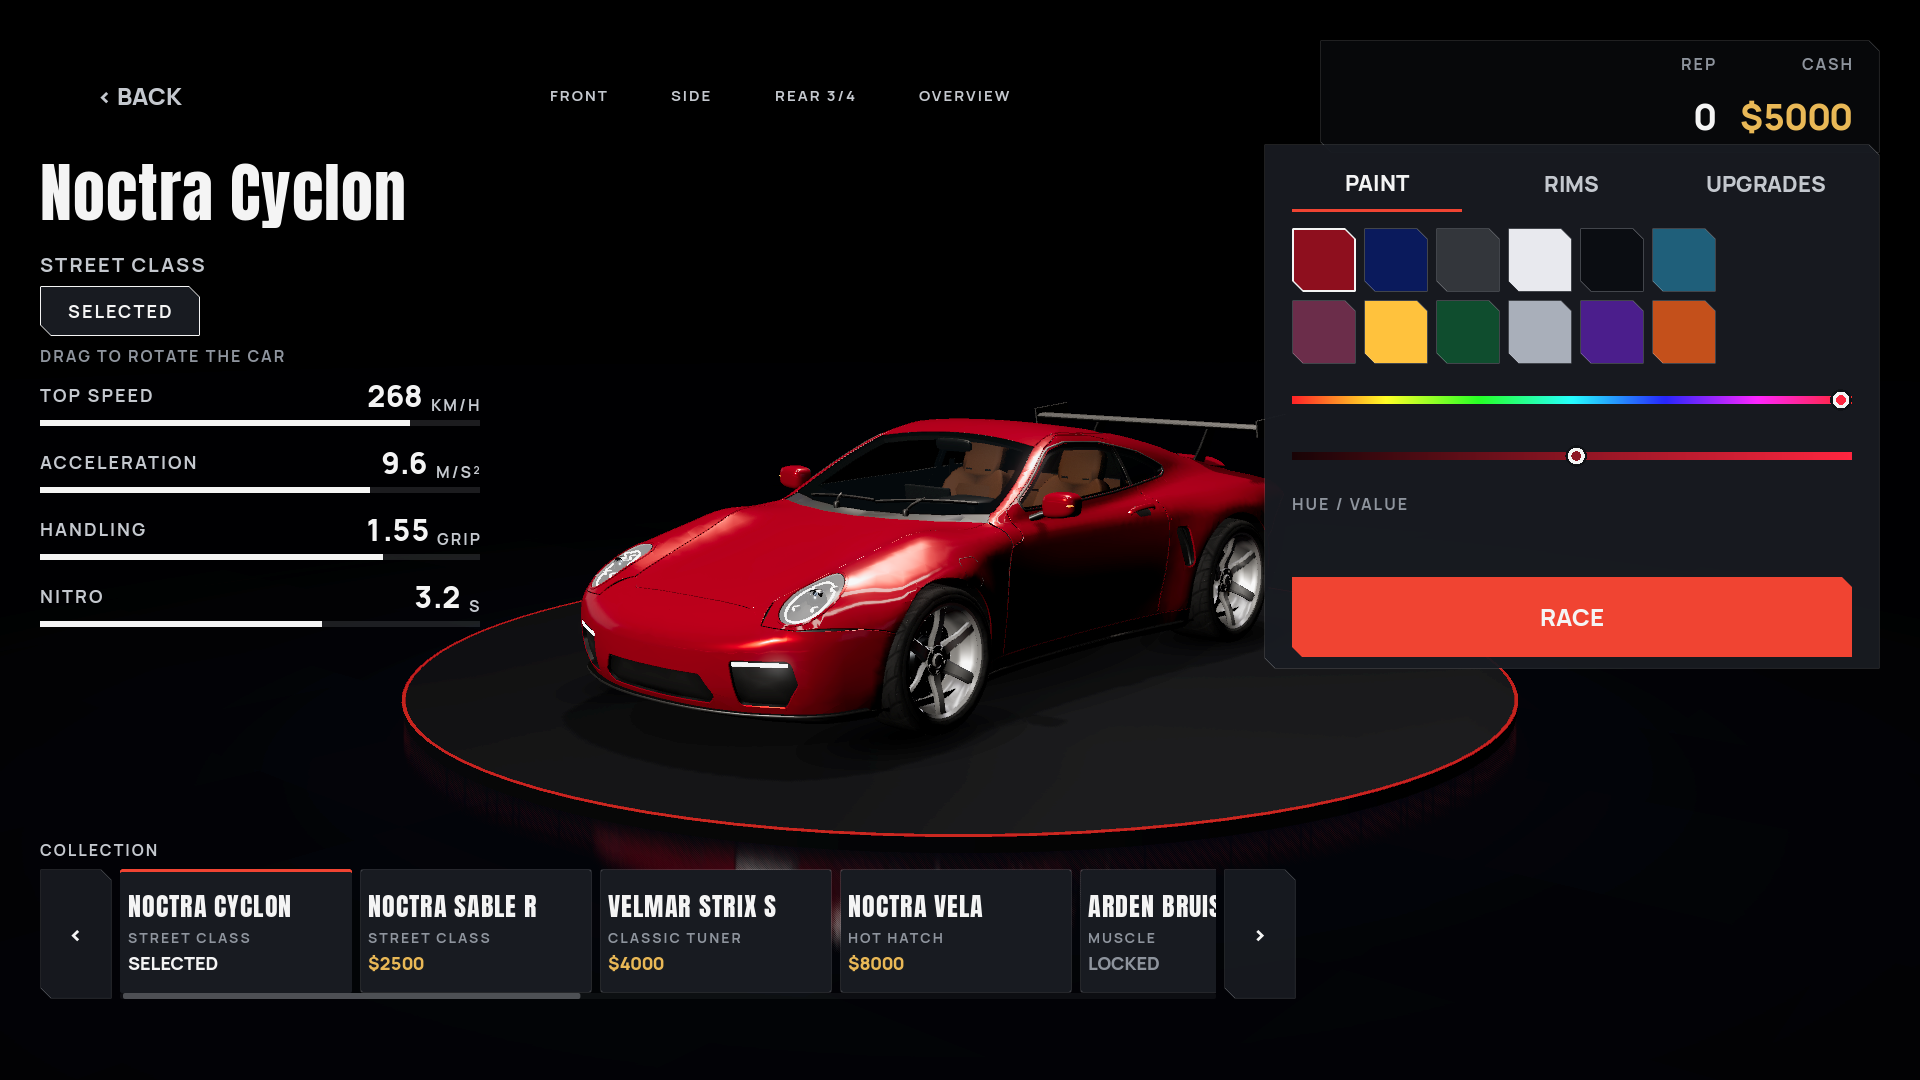 ‹ BACK
FRONT
SIDE
REAR 3/4
OVERVIEW
REP
CASH
0
$5000
Noctra Cyclon
STREET CLASS
SELECTED
DRAG TO ROTATE THE CAR
TOP SPEED
268 KM/H
ACCELERATION
9.6 M/S²
HANDLING
1.55 GRIP
NITRO
3.2 S
PAINT
RIMS
UPGRADES
HUE / VALUE
RACE
COLLECTION
NOCTRA CYCLON
STREET CLASS
SELECTED
NOCTRA SABLE R
STREET CLASS
$2500
VELMAR STRIX S
CLASSIC TUNER
$4000
NOCTRA VELA
HOT HATCH
$8000
ARDEN BRUIS
MUSCLE
LOCKED